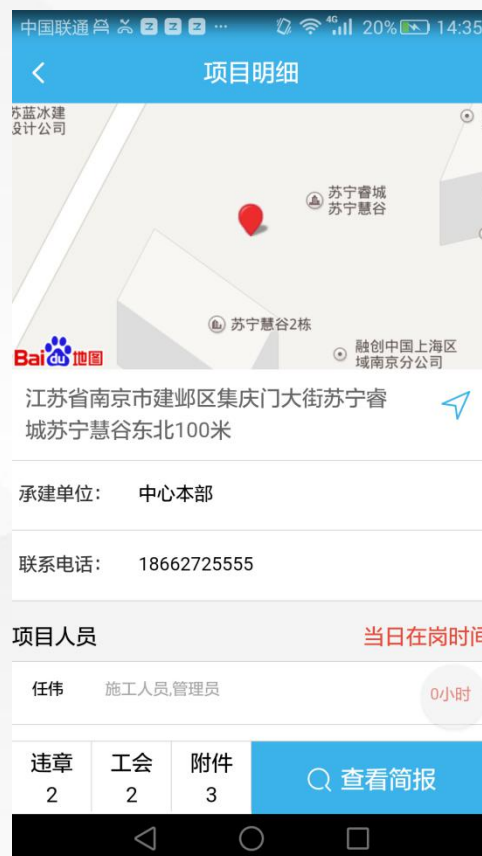 中国联通 4G 20% 14:35
项目明细
苏蓝冰建
设计公司
苏宁睿城
苏宁慧谷
苏宁慧谷2栋
融创中国上海区
域南京分公司
Bai du 地图
江苏省南京市建邺区集庆门大街苏宁睿
城苏宁慧谷东北100米
承建单位： 中心本部
联系电话： 18662725555
项目人员 当日在岗时间
任伟 施工人员,管理员 0小时
违章 工会 附件
2 2 3
查看简报